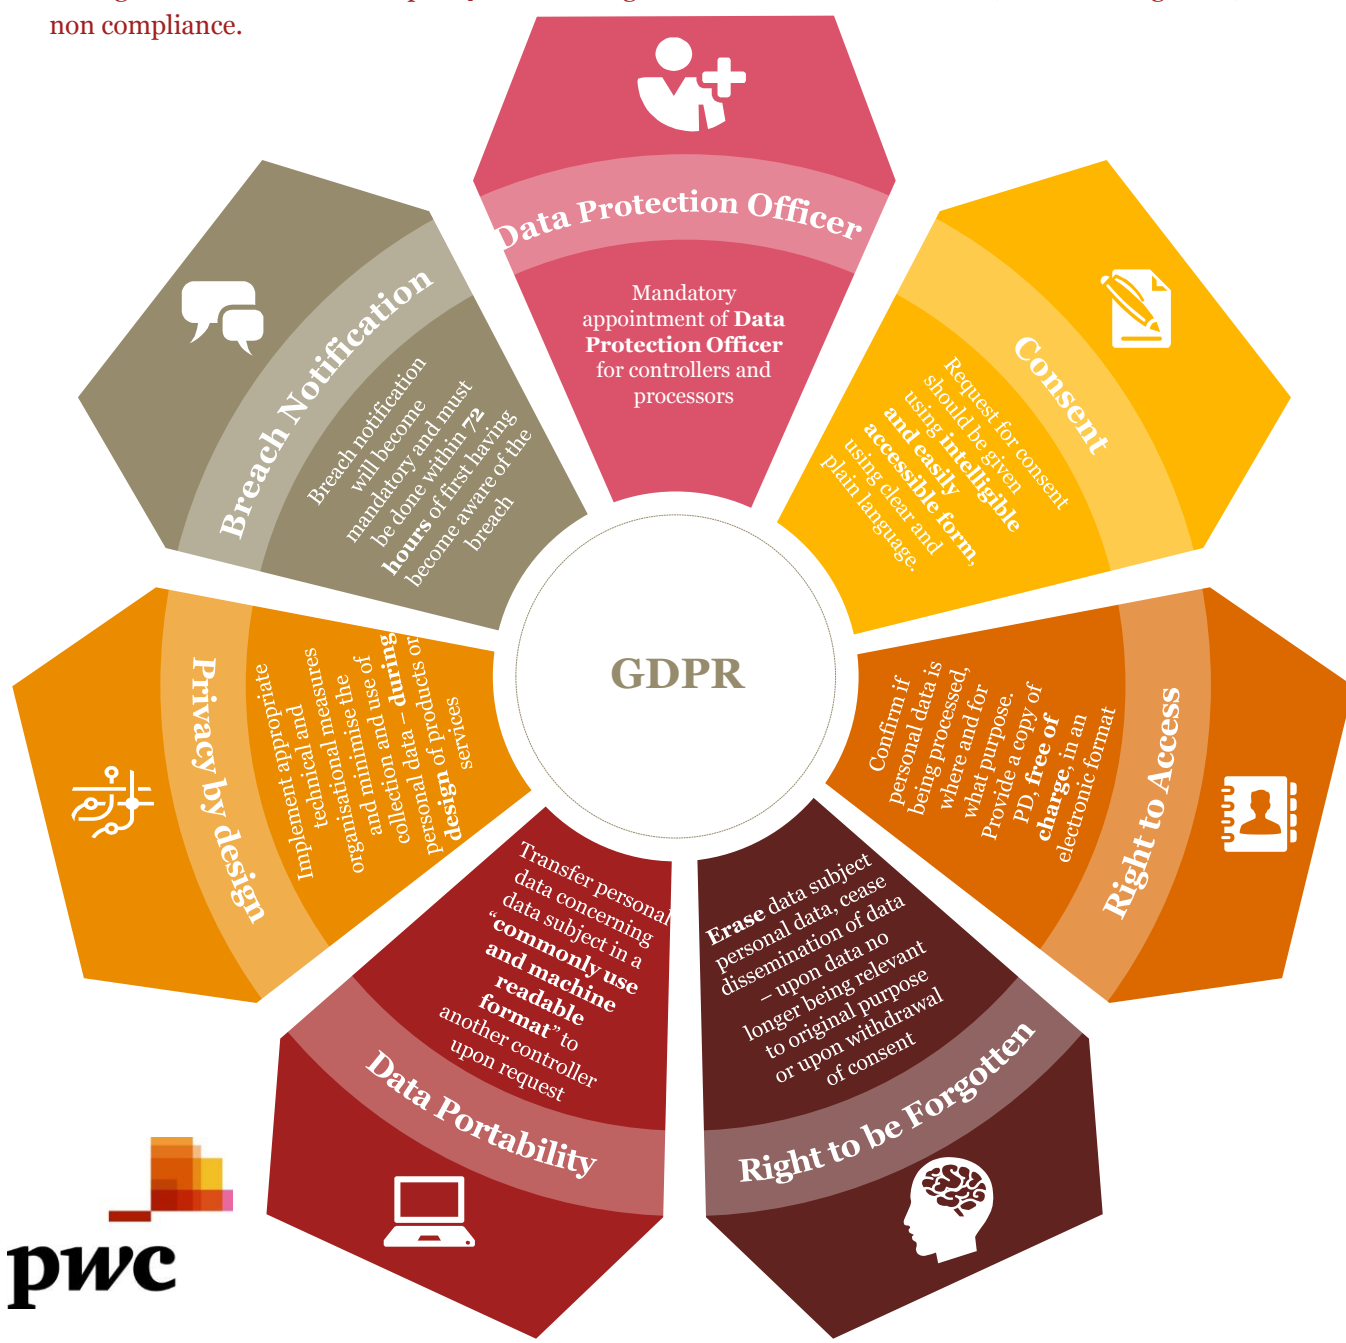 non compliance.
Data Protection Officer
Mandatory
appointment of Data
Protection Officer
for controllers and
processors
Consent
Request for consent
should be given
using intelligible
and easily
accessible form,
using clear and
plain language.
Right to Access
Confirm if
personal data is
being processed,
where and for
what purpose.
Provide a copy of
PD, free of
charge, in an
electronic format
Right to be Forgotten
Erase data subject
personal data, cease
dissemination of data
– upon data no
longer being relevant
to original purpose
or upon withdrawal
of consent
Data Portability
Transfer personal
data concerning
data subject in a
“commonly use
and machine
readable
format” to
another controller
upon request
Privacy by design
Implement appropriate
technical and
organisational measures
and minimise the
collection and use of
personal data – during
design of products or
services
Breach Notification
Breach notification
will become
mandatory and must
be done within 72
hours of first having
become aware of the
breach
GDPR
pwc